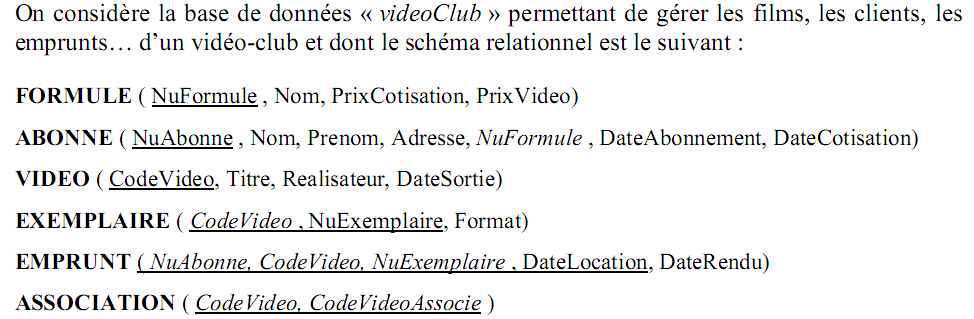 On considère la base de données « videoClub » permettant de gérer les films, les clients, les
emprunts… d’un vidéo-club et dont le schéma relationnel est le suivant :
FORMULE ( NuFormule , Nom, PrixCotisation, PrixVideo)
ABONNE ( NuAbonne , Nom, Prenom, Adresse, NuFormule , DateAbonnement, DateCotisation)
VIDEO ( CodeVideo, Titre, Realisateur, DateSortie)
EXEMPLAIRE ( CodeVideo , NuExemplaire, Format)
EMPRUNT ( NuAbonne, CodeVideo, NuExemplaire , DateLocation, DateRendu)
ASSOCIATION ( CodeVideo, CodeVideoAssocie )